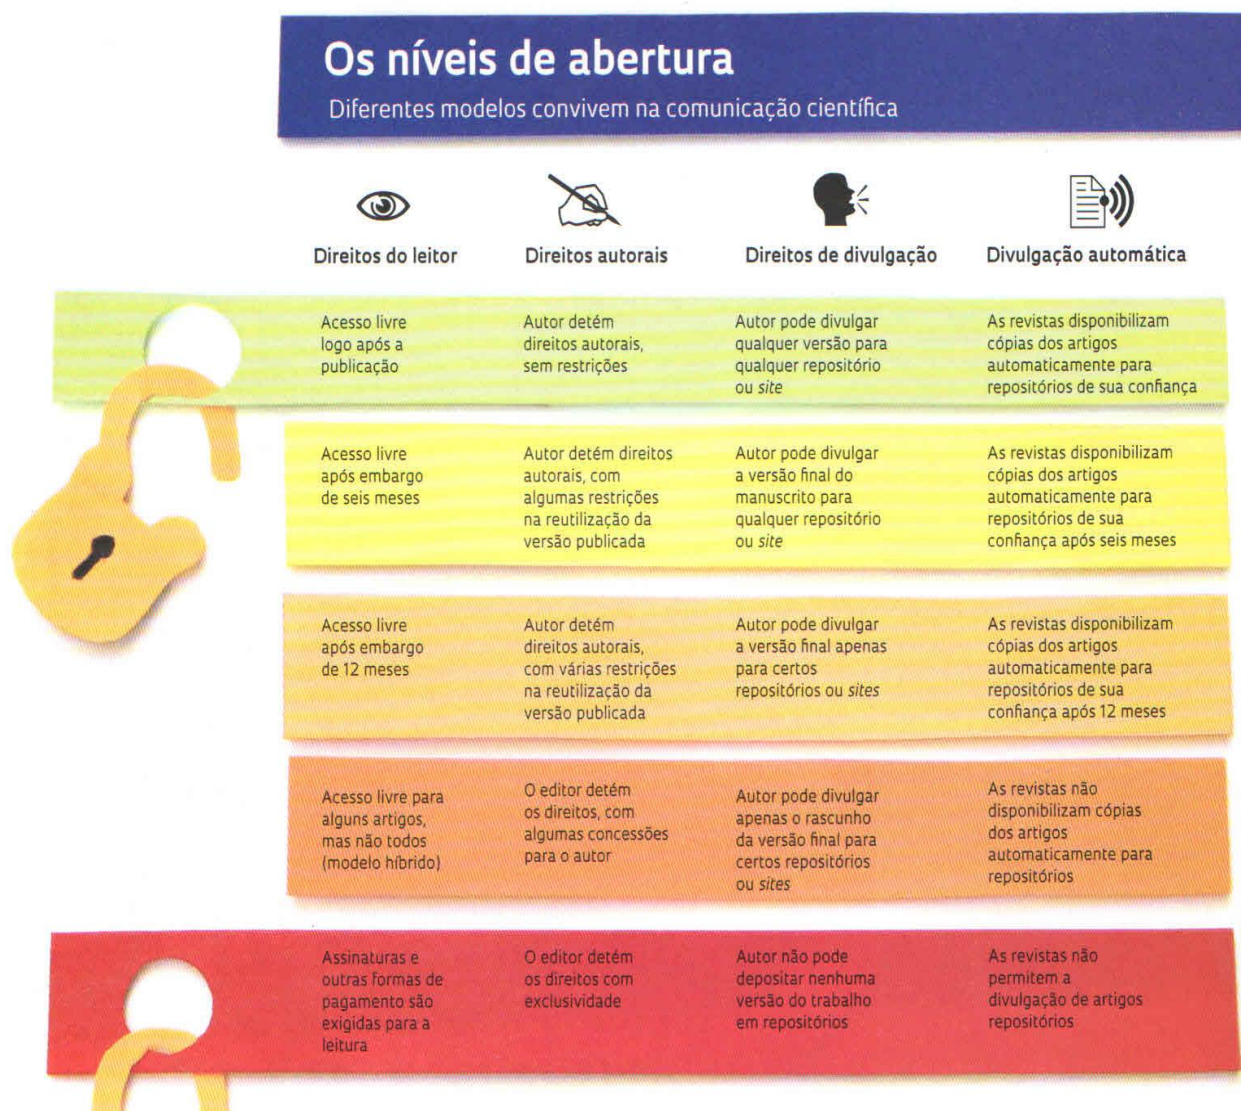 Os níveis de abertura
Diferentes modelos convivem na comunicação científica
Direitos do leitor
Direitos autorais
Direitos de divulgação
Divulgação automática
Acesso livre
logo após a
publicação
Autor detém
direitos autorais,
sem restrições
Autor pode divulgar
qualquer versão para
qualquer repositório
ou site
As revistas disponibilizam
cópias dos artigos
automaticamente para
repositórios de sua confiança
Acesso livre
após embargo
de seis meses
Autor detém direitos
autorais, com
algumas restrições
na reutilização da
versão publicada
Autor pode divulgar
a versão final do
manuscrito para
qualquer repositório
ou site
As revistas disponibilizam
cópias dos artigos
automaticamente para
repositórios de sua
confiança após seis meses
Acesso livre
após embargo
de 12 meses
Autor detém
direitos autorais,
com várias restrições
na reutilização da
versão publicada
Autor pode divulgar
a versão final apenas
para certos
repositórios ou sites
As revistas disponibilizam
cópias dos artigos
automaticamente para
repositórios de sua
confiança após 12 meses
Acesso livre para
alguns artigos,
mas não todos
(modelo híbrido)
O editor detém
os direitos, com
algumas concessões
para o autor
Autor pode divulgar
apenas o rascunho
da versão final para
certos repositórios
ou sites
As revistas não
disponibilizam cópias
dos artigos
automaticamente para
repositórios
Assinaturas e
outras formas de
pagamento são
exigidas para a
leitura
O editor detém
os direitos com
exclusividade
Autor não pode
depositar nenhuma
versão do trabalho
em repositórios
As revistas não
permitem a
divulgação de artigos
repositórios